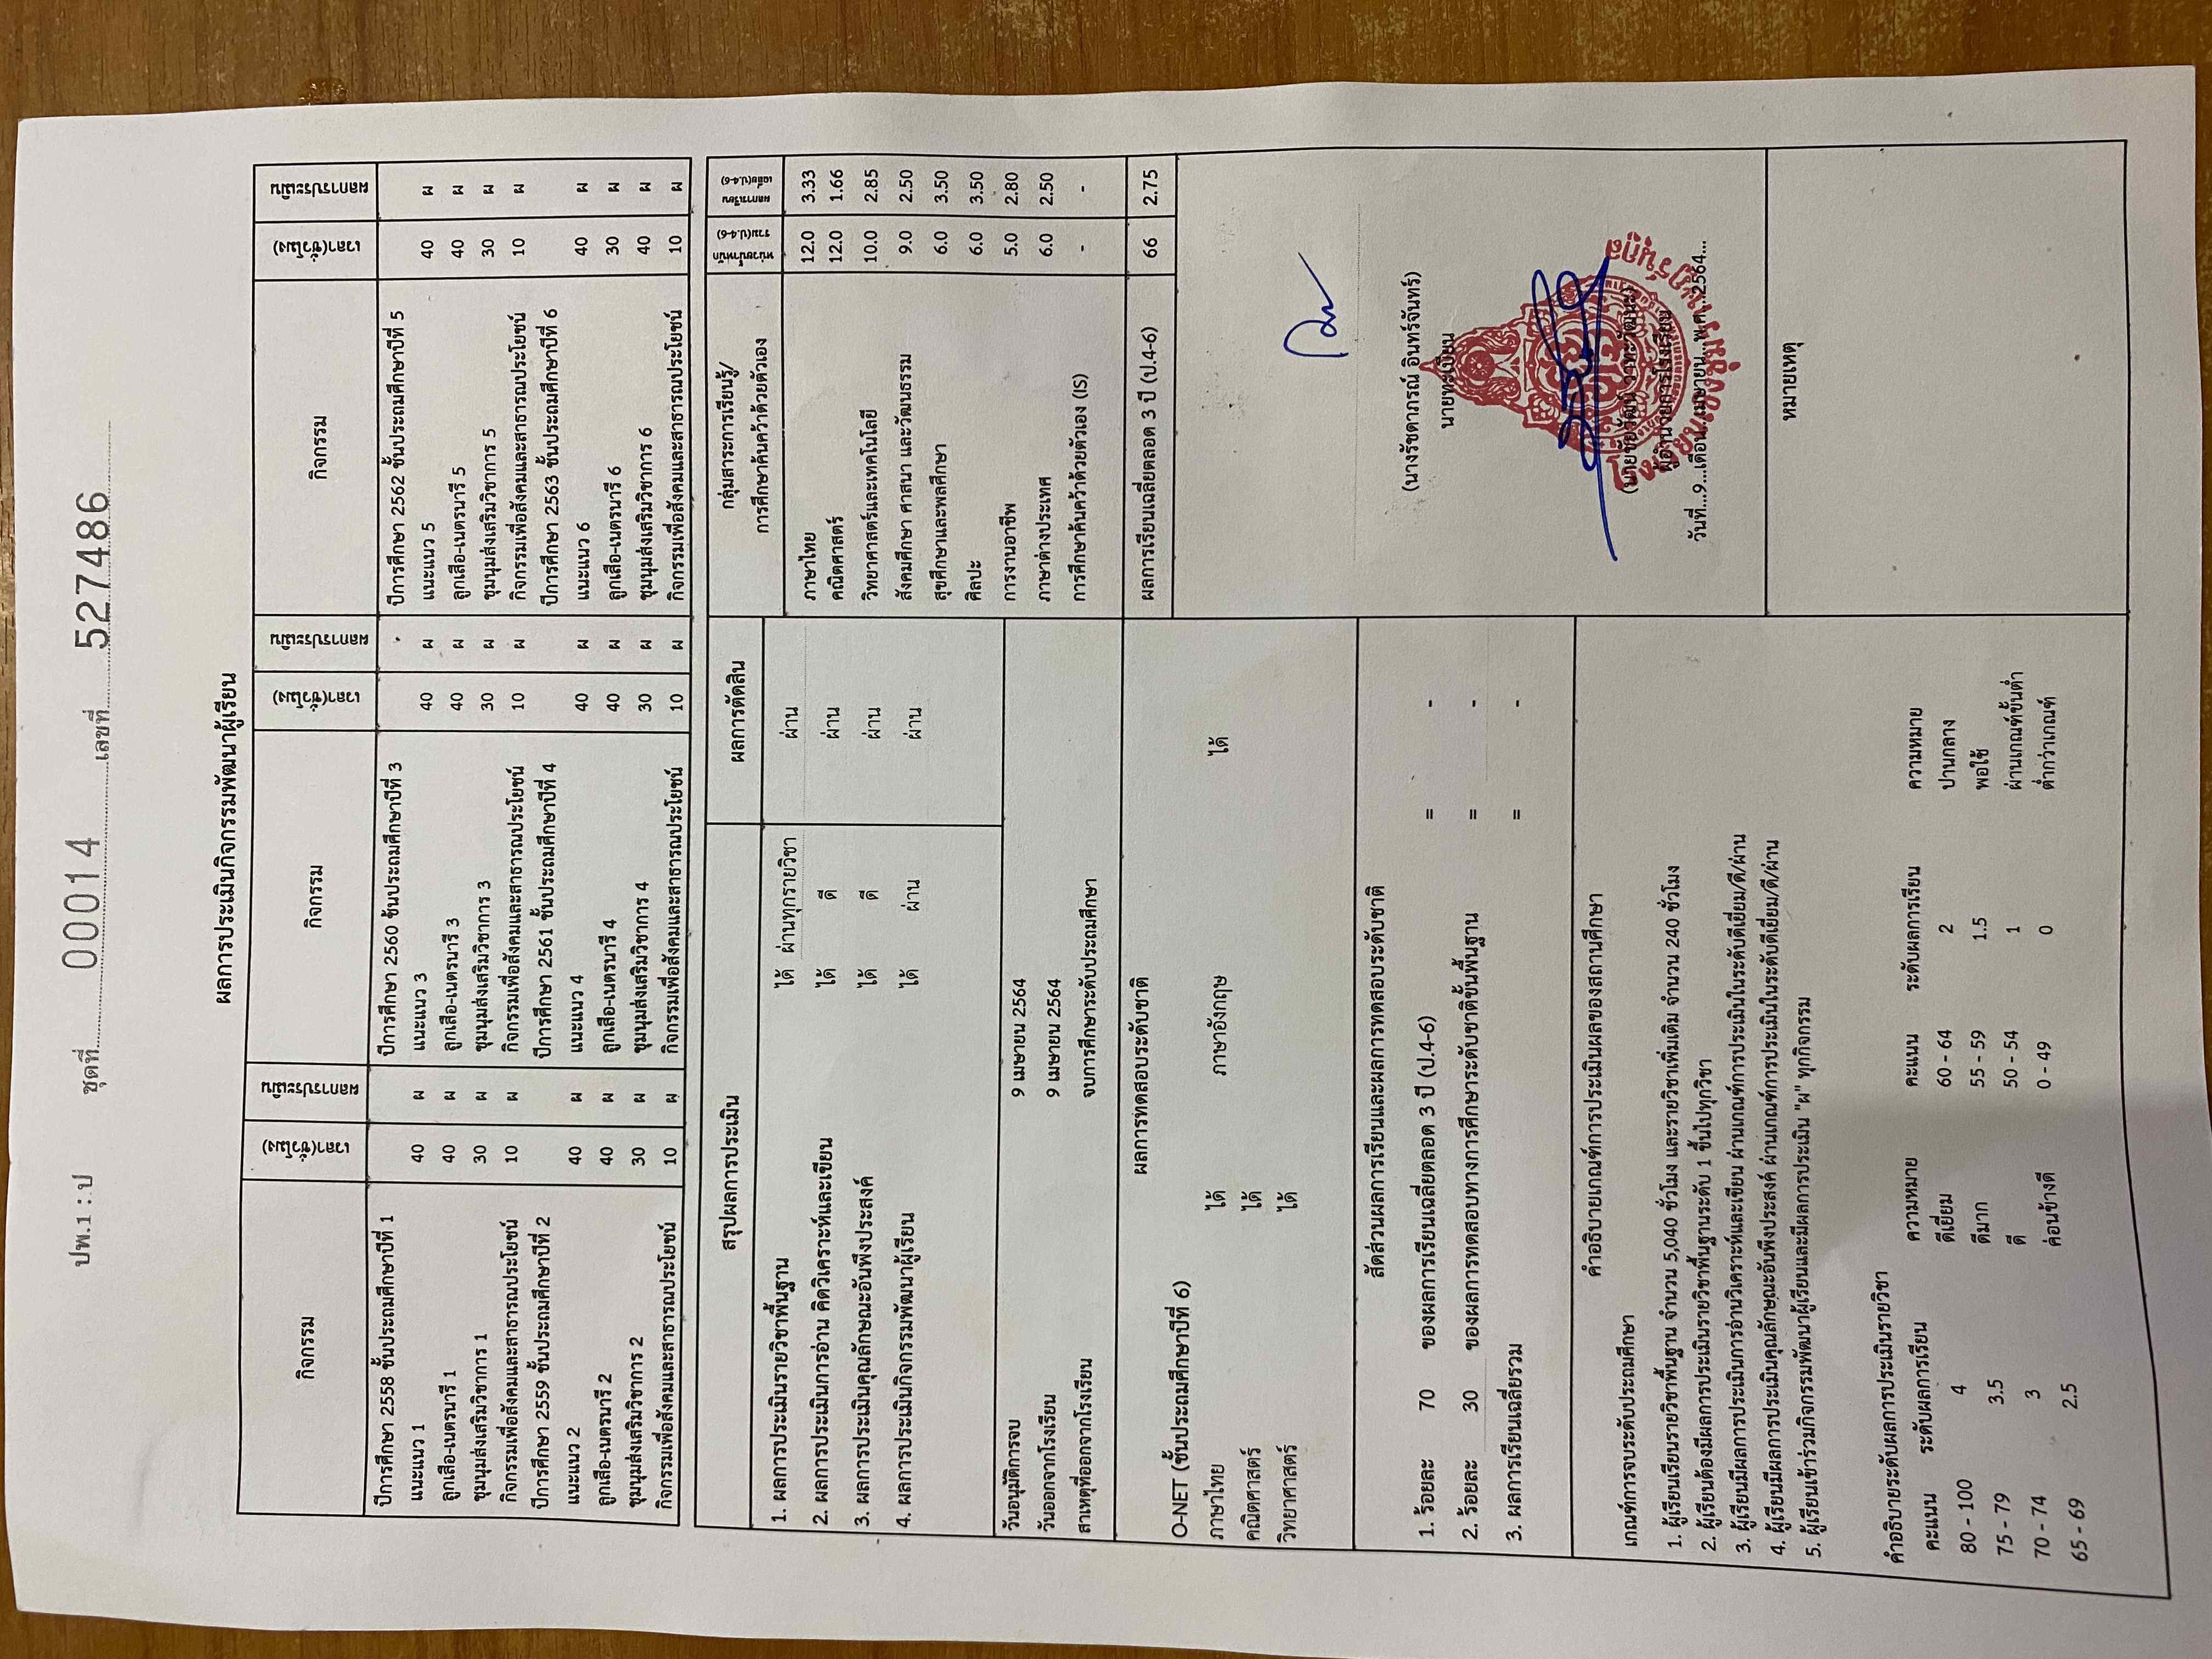 ปพ.1 : ป ชุดที่ 00014 เลขที่ 527486
ผลการประเมินกิจกรรมพัฒนาผู้เรียน
กิจกรรม เวลา(ชั่วโมง) ผลการประเมิน กิจกรรม เวลา(ชั่วโมง) ผลการประเมิน กิจกรรม เวลา(ชั่วโมง) ผลการประเมิน
ปีการศึกษา 2558 ชั้นประถมศึกษาปีที่ 1 ปีการศึกษา 2560 ชั้นประถมศึกษาปีที่ 3 ปีการศึกษา 2562 ชั้นประถมศึกษาปีที่ 5
แนะแนว 1 40 ผ แนะแนว 3 40 ผ แนะแนว 5 40 ผ
ลูกเสือ-เนตรนารี 1 40 ผ ลูกเสือ-เนตรนารี 3 40 ผ ลูกเสือ-เนตรนารี 5 40 ผ
ชุมนุมส่งเสริมวิชาการ 1 30 ผ ชุมนุมส่งเสริมวิชาการ 3 30 ผ ชุมนุมส่งเสริมวิชาการ 5 30 ผ
กิจกรรมเพื่อสังคมและสาธารณประโยชน์ 10 ผ กิจกรรมเพื่อสังคมและสาธารณประโยชน์ 10 ผ กิจกรรมเพื่อสังคมและสาธารณประโยชน์ 10 ผ
ปีการศึกษา 2559 ชั้นประถมศึกษาปีที่ 2 ปีการศึกษา 2561 ชั้นประถมศึกษาปีที่ 4 ปีการศึกษา 2563 ชั้นประถมศึกษาปีที่ 6
แนะแนว 2 40 ผ แนะแนว 4 40 ผ แนะแนว 6 40 ผ
ลูกเสือ-เนตรนารี 2 40 ผ ลูกเสือ-เนตรนารี 4 40 ผ ลูกเสือ-เนตรนารี 6 30 ผ
ชุมนุมส่งเสริมวิชาการ 2 30 ผ ชุมนุมส่งเสริมวิชาการ 4 30 ผ ชุมนุมส่งเสริมวิชาการ 6 40 ผ
กิจกรรมเพื่อสังคมและสาธารณประโยชน์ 10 ผ กิจกรรมเพื่อสังคมและสาธารณประโยชน์ 10 ผ กิจกรรมเพื่อสังคมและสาธารณประโยชน์ 10 ผ
สรุปผลการประเมิน ผลการตัดสิน
1. ผลการประเมินรายวิชาพื้นฐาน ได้ ผ่านทุกรายวิชา ผ่าน
2. ผลการประเมินการอ่าน คิดวิเคราะห์และเขียน ได้ ดี ผ่าน
3. ผลการประเมินคุณลักษณะอันพึงประสงค์ ได้ ดี ผ่าน
4. ผลการประเมินกิจกรรมพัฒนาผู้เรียน ได้ ผ่าน ผ่าน
วันอนุมัติการจบ 9 เมษายน 2564
วันออกจากโรงเรียน 9 เมษายน 2564
สาเหตุที่ออกจากโรงเรียน จบการศึกษาระดับประถมศึกษา
ผลการทดสอบระดับชาติ
O-NET (ชั้นประถมศึกษาปีที่ 6)
ภาษาไทย ได้ ภาษาอังกฤษ ได้
คณิตศาสตร์ ได้
วิทยาศาสตร์ ได้
สัดส่วนผลการเรียนและผลการทดสอบระดับชาติ
1. ร้อยละ 70 ของผลการเรียนเฉลี่ยตลอด 3 ปี (ป.4-6) = -
2. ร้อยละ 30 ของผลการทดสอบทางการศึกษาระดับชาติขั้นพื้นฐาน = -
3. ผลการเรียนเฉลี่ยรวม = -
คำอธิบายเกณฑ์การประเมินผลของสถานศึกษา
เกณฑ์การจบระดับประถมศึกษา
1. ผู้เรียนเรียนรายวิชาพื้นฐาน จำนวน 5,040 ชั่วโมง และรายวิชาเพิ่มเติม จำนวน 240 ชั่วโมง
2. ผู้เรียนต้องมีผลการประเมินรายวิชาพื้นฐานระดับ 1 ขึ้นไปทุกวิชา
3. ผู้เรียนมีผลการประเมินการอ่านวิเคราะห์และเขียน ผ่านเกณฑ์การประเมินในระดับดีเยี่ยม/ดี/ผ่าน
4. ผู้เรียนมีผลการประเมินคุณลักษณะอันพึงประสงค์ ผ่านเกณฑ์การประเมินในระดับดีเยี่ยม/ดี/ผ่าน
5. ผู้เรียนเข้าร่วมกิจกรรมพัฒนาผู้เรียนและมีผลการประเมิน "ผ" ทุกกิจกรรม
คำอธิบายระดับผลการประเมินรายวิชา
คะแนน ระดับผลการเรียน ความหมาย คะแนน ระดับผลการเรียน ความหมาย
80 - 100 4 ดีเยี่ยม 60 - 64 2 ปานกลาง
75 - 79 3.5 ดีมาก 55 - 59 1.5 พอใช้
70 - 74 3 ดี 50 - 54 1 ผ่านเกณฑ์ขั้นต่ำ
65 - 69 2.5 ค่อนข้างดี 0 - 49 0 ต่ำกว่าเกณฑ์
กลุ่มสาระการเรียนรู้/ หน่วยน้ำหนัก ผลการเรียน
การศึกษาค้นคว้าด้วยตัวเอง รวม(ป.4-6) เฉลี่ย(ป.4-6)
ภาษาไทย 12.0 3.33
คณิตศาสตร์ 12.0 1.66
วิทยาศาสตร์และเทคโนโลยี 10.0 2.85
สังคมศึกษา ศาสนา และวัฒนธรรม 9.0 2.50
สุขศึกษาและพลศึกษา 6.0 3.50
ศิลปะ 6.0 3.50
การงานอาชีพ 5.0 2.80
ภาษาต่างประเทศ 6.0 2.50
การศึกษาค้นคว้าด้วยตัวเอง (IS) - -
ผลการเรียนเฉลี่ยตลอด 3 ปี (ป.4-6) 66 2.75
(นางรัชดาภรณ์ อินทร์จันทร์)
นายทะเบียน
ผู้อำนวยการโรงเรียน
วันที่...9...เดือน...เมษายน...พ.ศ...2564...
หมายเหตุ